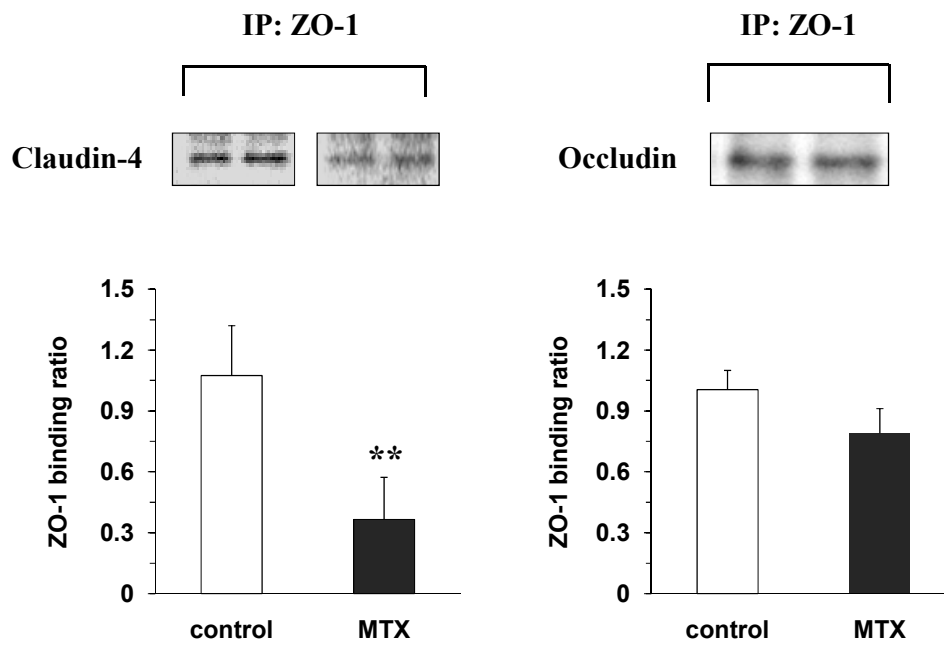 IP: ZO-1
Claudin-4
ZO-1 binding ratio
1.5
1.2
0.9
0.6
0.3
0
**
control MTX
IP: ZO-1
Occludin
ZO-1 binding ratio
1.5
1.2
0.9
0.6
0.3
0
control MTX